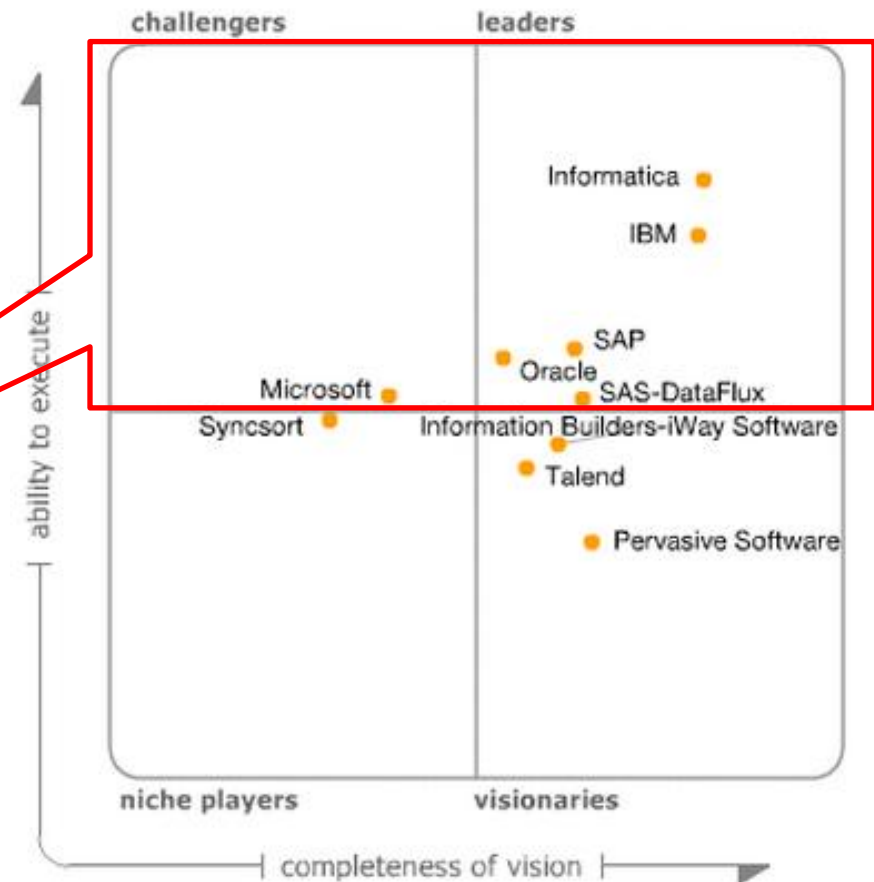 challengers
leaders
Informatica
IBM
SAP
Oracle
Microsoft
SAS-DataFlux
Syncsort
Information Builders-iWay Software
Talend
Pervasive Software
ability to execute
niche players
visionaries
completeness of vision